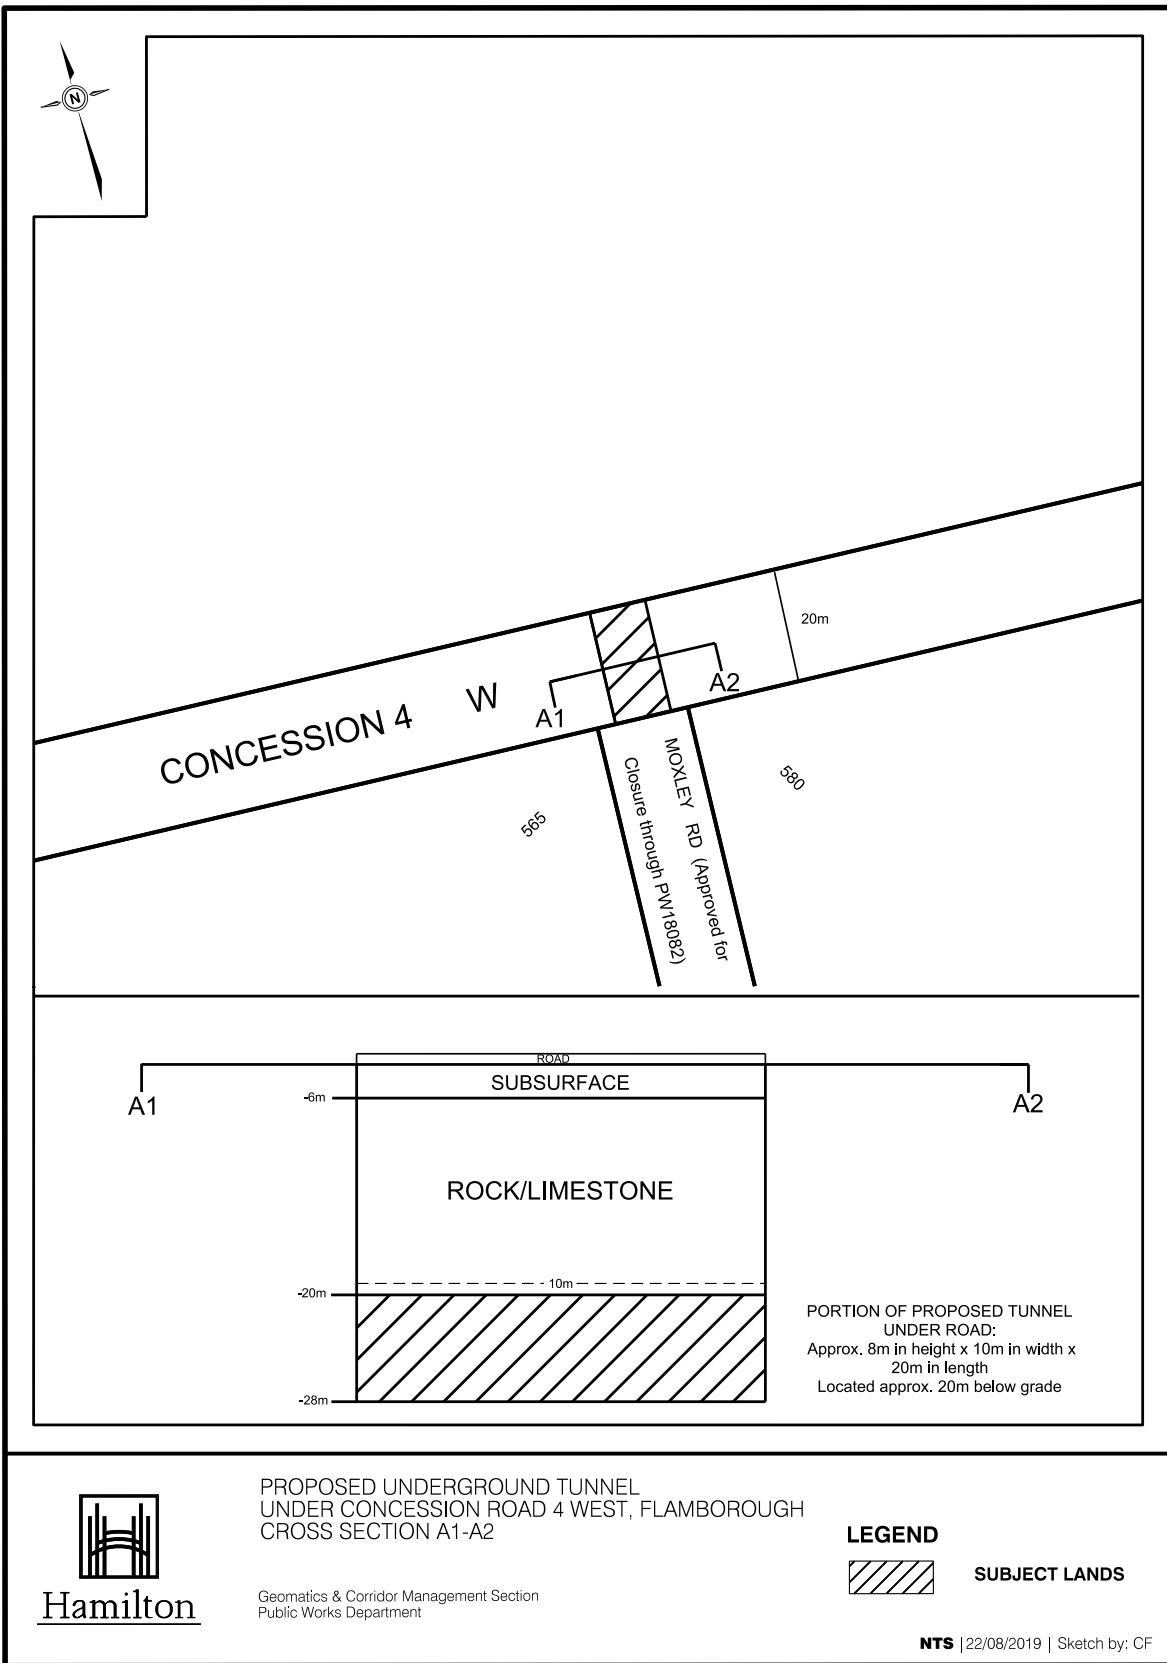 N
20m
CONCESSION 4 W
A1
A2
MOXLEY RD (Approved for
Closure through PW18082)
565
580
ROAD
SUBSURFACE
A1
A2
-6m
ROCK/LIMESTONE
10m
-20m
-28m
PORTION OF PROPOSED TUNNEL
UNDER ROAD:
Approx. 8m in height x 10m in width x
20m in length
Located approx. 20m below grade
Hamilton
PROPOSED UNDERGROUND TUNNEL
UNDER CONCESSION ROAD 4 WEST, FLAMBOROUGH
CROSS SECTION A1-A2
Geomatics & Corridor Management Section
Public Works Department
LEGEND
SUBJECT LANDS
NTS | 22/08/2019 | Sketch by: CF